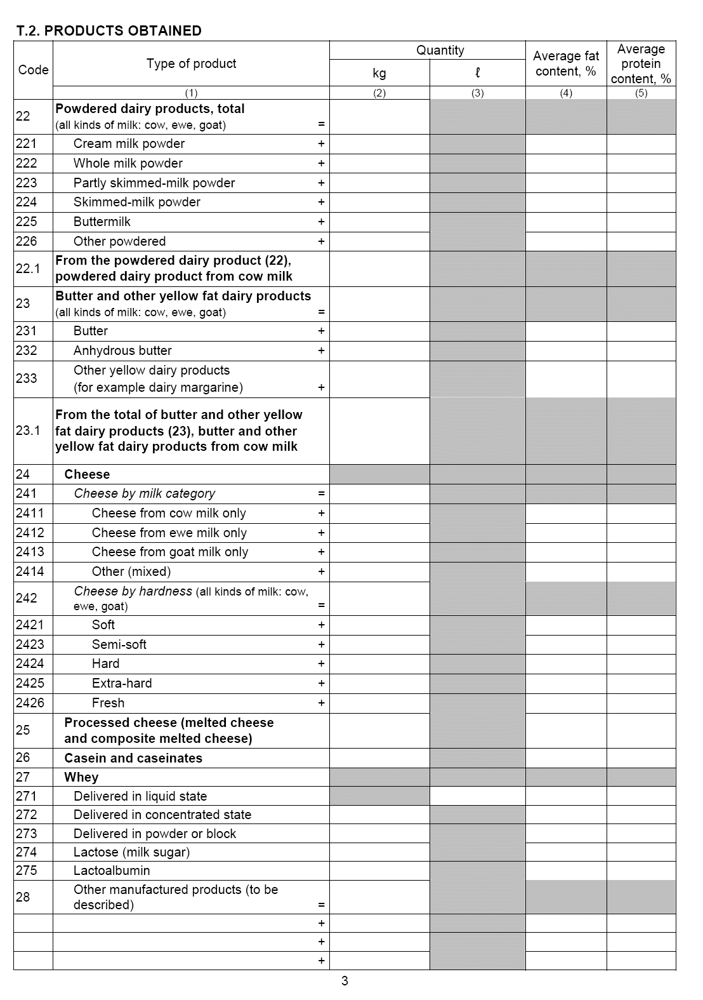 T.2. PRODUCTS OBTAINED
Code
Type of product
Quantity
Average fat
content, %
Average
protein
content, %
kg
ℓ
(1) (2) (3) (4) (5)
22 Powdered dairy products, total
(all kinds of milk: cow, ewe, goat) =
221 Cream milk powder +
222 Whole milk powder +
223 Partly skimmed-milk powder +
224 Skimmed-milk powder +
225 Buttermilk +
226 Other powdered +
22.1 From the powdered dairy product (22),
powdered dairy product from cow milk
23 Butter and other yellow fat dairy products
(all kinds of milk: cow, ewe, goat) =
231 Butter +
232 Anhydrous butter +
233 Other yellow dairy products
(for example dairy margarine) +
23.1 From the total of butter and other yellow
fat dairy products (23), butter and other
yellow fat dairy products from cow milk
24 Cheese
241 Cheese by milk category =
2411 Cheese from cow milk only +
2412 Cheese from ewe milk only +
2413 Cheese from goat milk only +
2414 Other (mixed) +
242 Cheese by hardness (all kinds of milk: cow,
ewe, goat) =
2421 Soft +
2423 Semi-soft +
2424 Hard +
2425 Extra-hard +
2426 Fresh +
25 Processed cheese (melted cheese
and composite melted cheese)
26 Casein and caseinates
27 Whey
271 Delivered in liquid state
272 Delivered in concentrated state
273 Delivered in powder or block
274 Lactose (milk sugar)
275 Lactoalbumin
28 Other manufactured products (to be
described) =
+
+
+
3